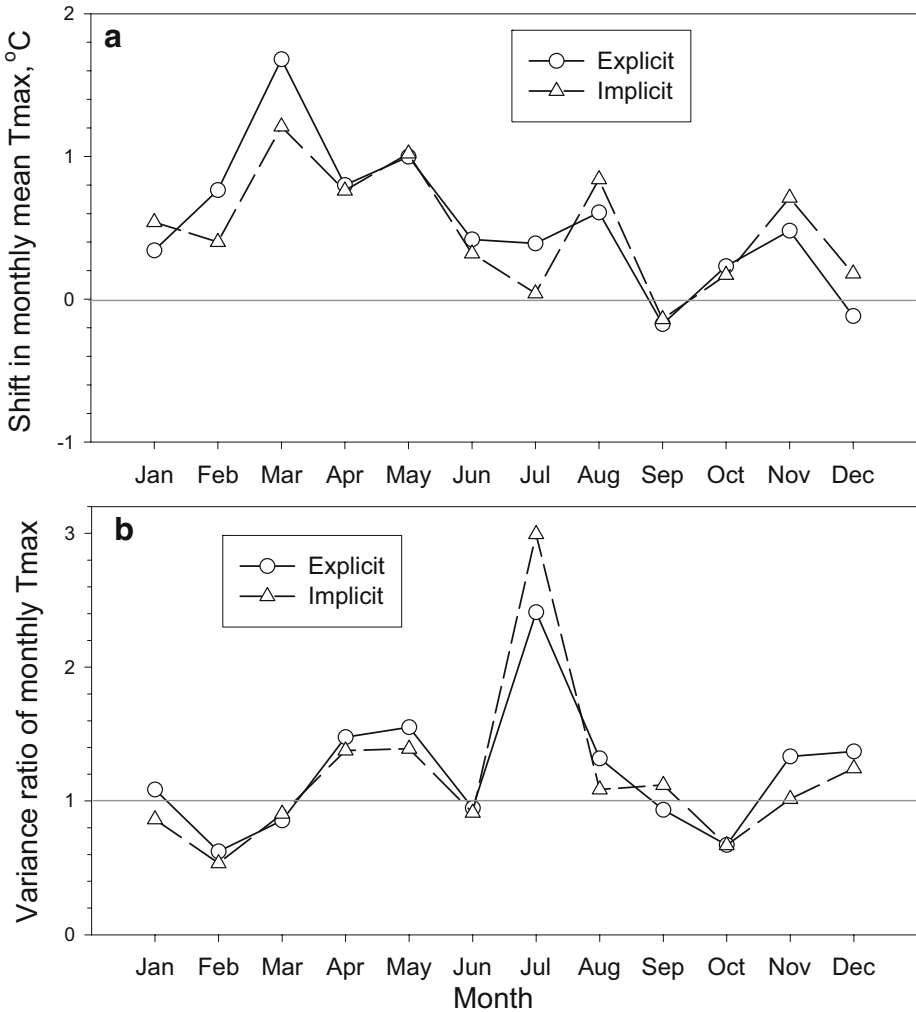 a
Shift in monthly mean Tmax, °C
2
1
0
-1
Explicit
Implicit
Jan Feb Mar Apr May Jun Jul Aug Sep Oct Nov Dec
b
Variance ratio of monthly Tmax
3
2
1
0
Explicit
Implicit
Jan Feb Mar Apr May Jun Jul Aug Sep Oct Nov Dec
Month